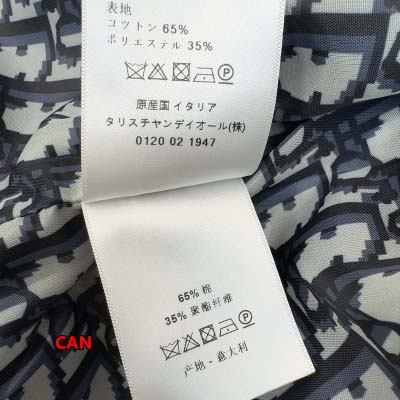 表地
コットン 65%
ポリエステル 35%
原産国 イタリア
タリスチャンディオール(株)
0120 02 1947
65% 棉
35% 聚酯纤维
产地 - 意大利
CAN